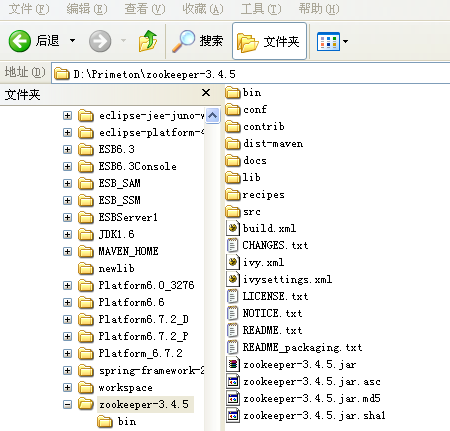 文件(F) 编辑(E) 查看(V) 收藏(A) 工具(T) 帮助(H)
后退 搜索 文件夹
地址(D) D:\Primeton\zookeeper-3.4.5
文件夹
eclipse-jee-juno-w
eclipse-platform-4
ESB6.3
ESB6.3Console
ESB_SAM
ESB_SSM
ESBServer1
JDK1.6
MAVEN_HOME
newlib
Platform6.0_3276
Platform6.6
Platform6.7.2_D
Platform6.7.2_P
Platform_6.7.2
spring-framework-2
workspace
zookeeper-3.4.5
bin
bin
conf
contrib
dist-maven
docs
lib
recipes
src
build.xml
CHANGES.txt
ivy.xml
ivysettings.xml
LICENSE.txt
NOTICE.txt
README.txt
README_packaging.txt
zookeeper-3.4.5.jar
zookeeper-3.4.5.jar.asc
zookeeper-3.4.5.jar.md5
zookeeper-3.4.5.jar.sha1